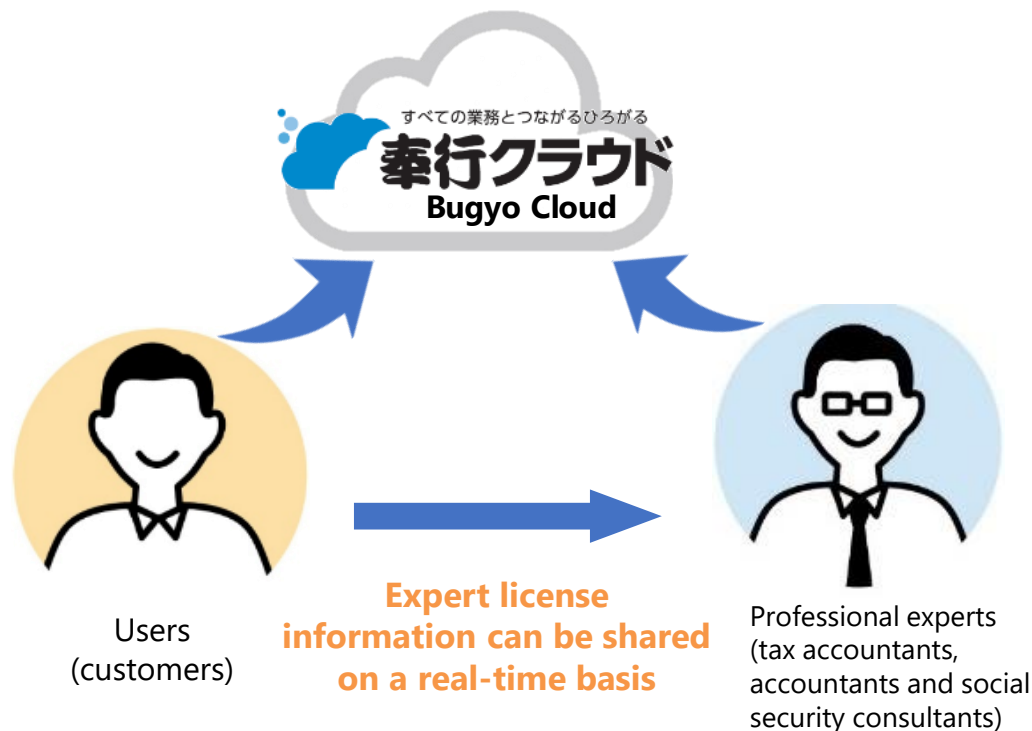 すべての業務とつながるひろがる
奉行クラウド
Bugyo Cloud
Expert license
information can be shared
on a real-time basis
Users
(customers)
Professional experts
(tax accountants,
accountants and social
security consultants)